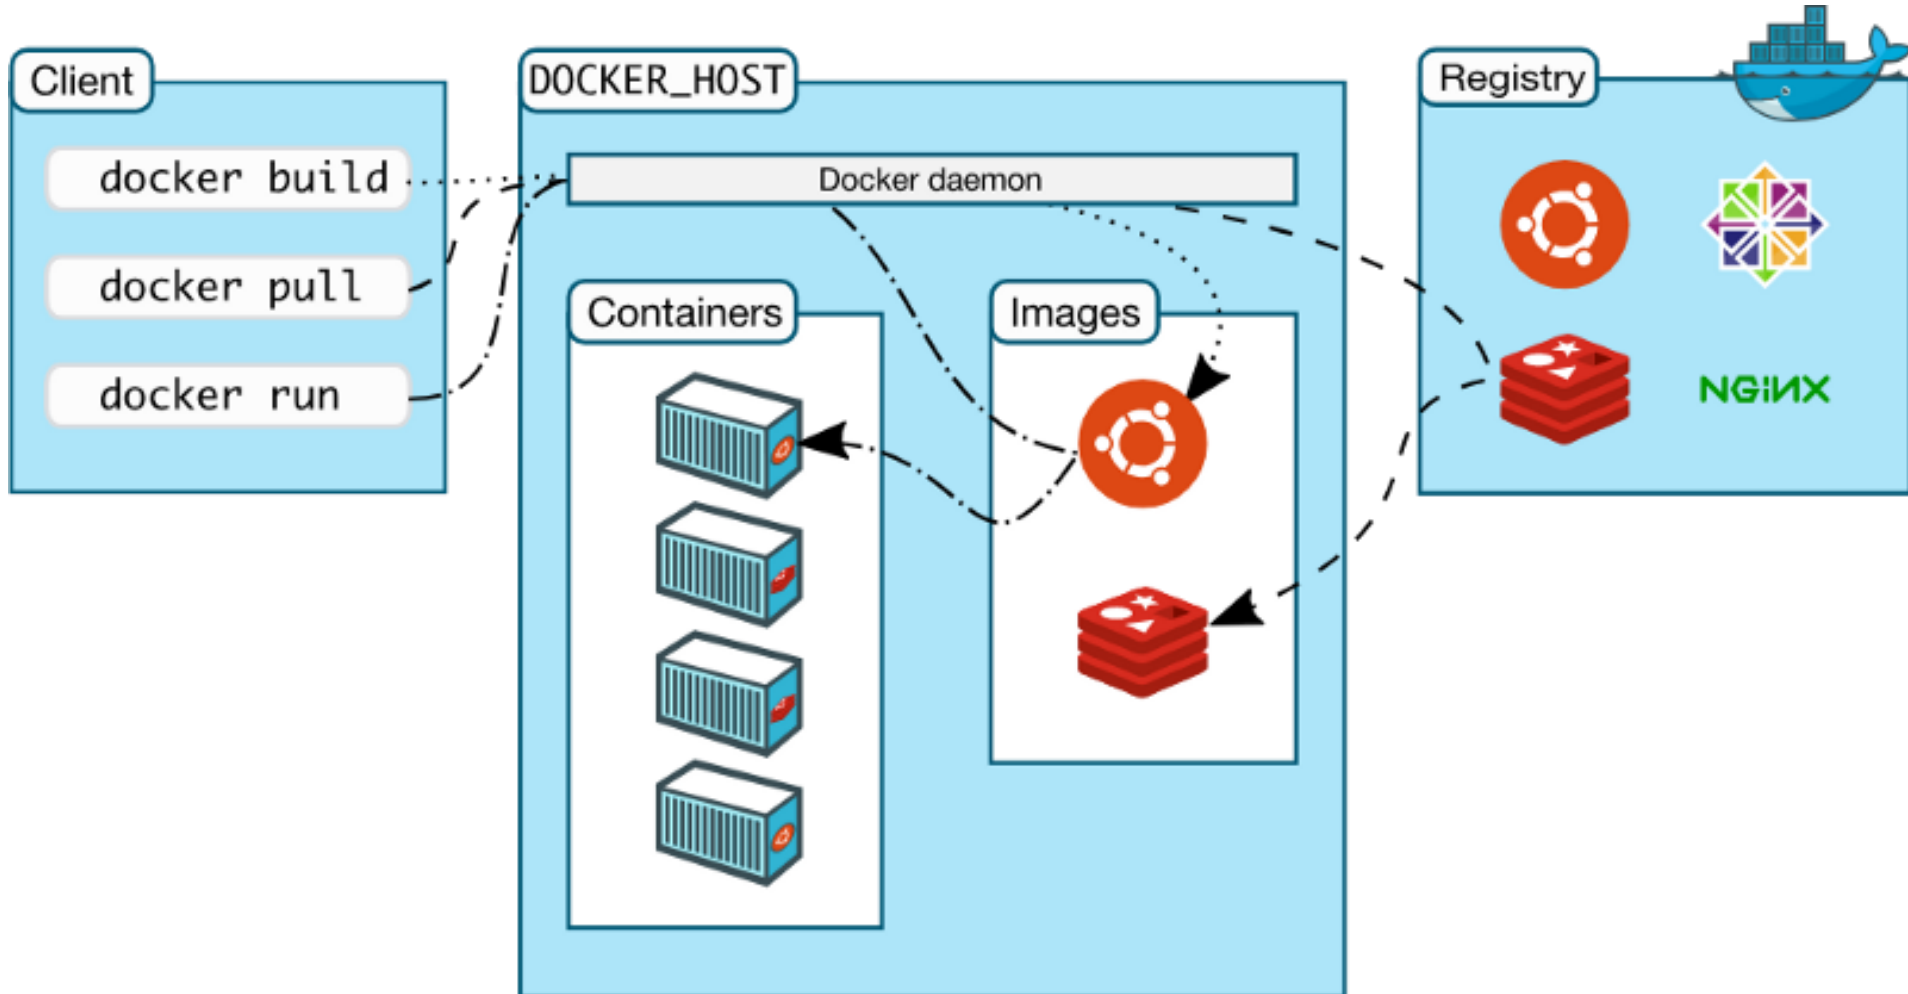 Client
docker build
docker pull
docker run
DOCKER_HOST
Docker daemon
Containers
Images
Registry
NGiNX